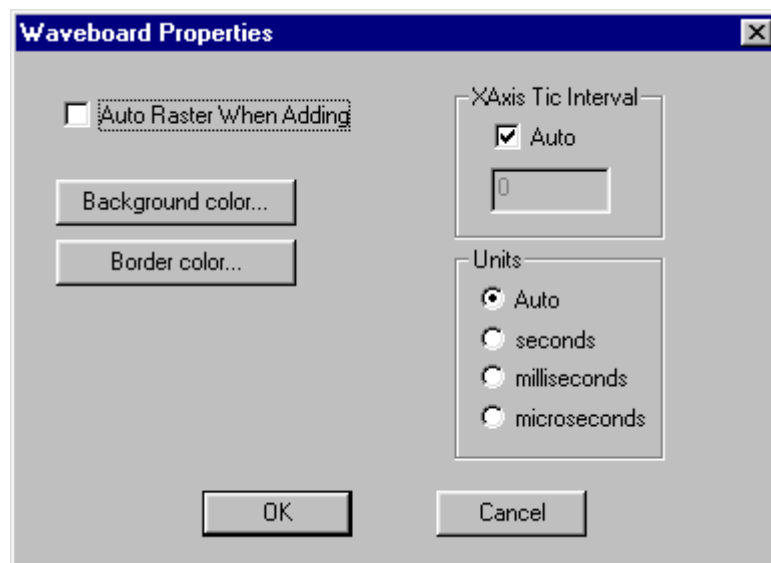 Waveboard Properties
Auto Raster When Adding
Background color...
Border color...
XAxis Tic Interval
Auto
0
Units
Auto
seconds
milliseconds
microseconds
OK
Cancel